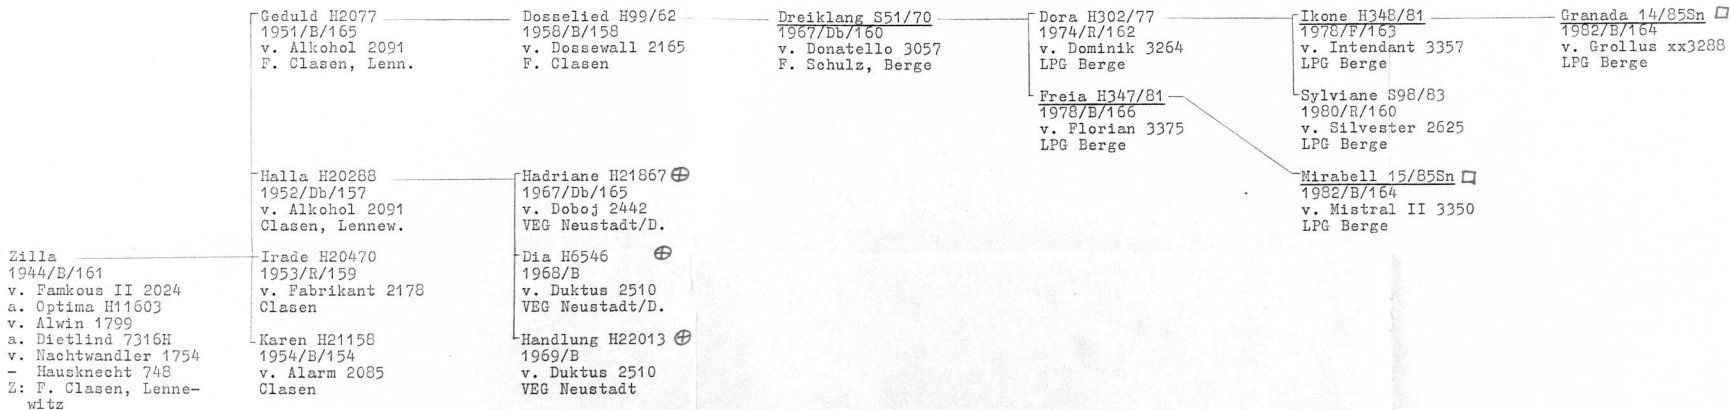 Geduld H2077
1951/B/165
v. Alkohol 2091
F. Clasen, Lenn.
Dosselied H99/62
1958/B/158
v. Dossewall 2165
F. Clasen
Dreiklang S51/70
1967/Db/160
v. Donatello 3057
F. Schulz, Berge
Dora H302/77
1974/R/162
v. Dominik 3264
LPG Berge
Ikone H348/81
1978/F/163
v. Intendant 3357
LPG Berge
Granada 14/85Sn
1982/B/164
v. Grollus xx3288
LPG Berge
Freia H347/81
1978/B/166
v. Florian 3375
LPG Berge
Sylviane S98/83
1980/R/160
v. Silvester 2625
LPG Berge
Halla H20288
1952/Db/157
v. Alkohol 2091
Clasen, Lennew.
Hadriane H21867
1967/Db/165
v. Doboj 2442
VEG Neustadt/D.
Mirabell 15/85Sn
1982/B/164
v. Mistral II 3350
LPG Berge
Zilla
1944/B/161
v. Famkous II 2024
a. Optima H11603
v. Alwin 1799
a. Dietlind 7316H
v. Nachtwandler 1754
- Hausknecht 748
Z: F. Clasen, Lenne-
witz
Irade H20470
1953/R/159
v. Fabrikant 2178
Clasen
Dia H6546
1968/B
v. Duktus 2510
VEG Neustadt/D.
Karen H21158
1954/B/154
v. Alarm 2085
Clasen
Handlung H22013
1969/B
v. Duktus 2510
VEG Neustadt